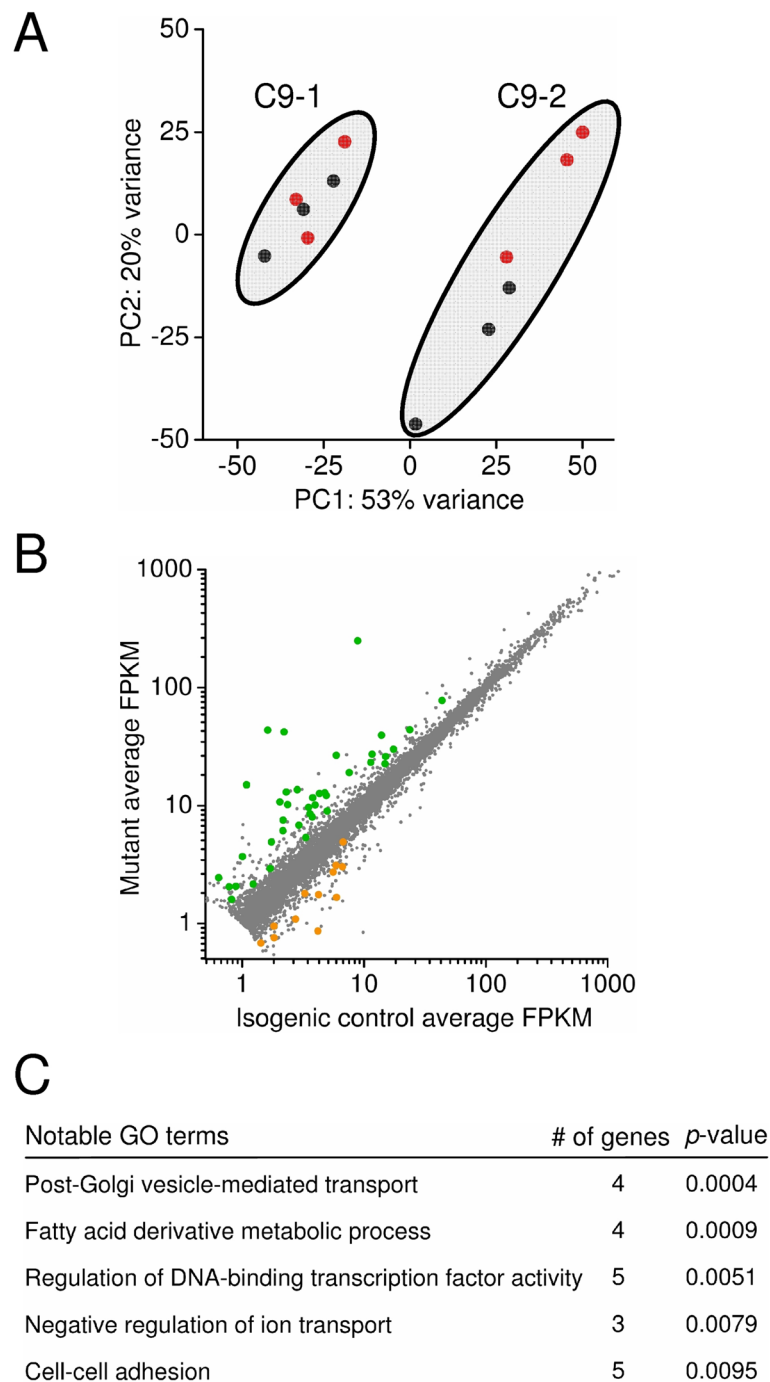 A
50
25
0
-25
-50
PC2: 20% variance
C9-1
C9-2
-50
-25
0
25
50
PC1: 53% variance
B
1000
100
10
1
Mutant average FPKM
1
10
100
1000
Isogenic control average FPKM
C
Notable GO terms # of genes p-value
Post-Golgi vesicle-mediated transport 4 0.0004
Fatty acid derivative metabolic process 4 0.0009
Regulation of DNA-binding transcription factor activity 5 0.0051
Negative regulation of ion transport 3 0.0079
Cell-cell adhesion 5 0.0095